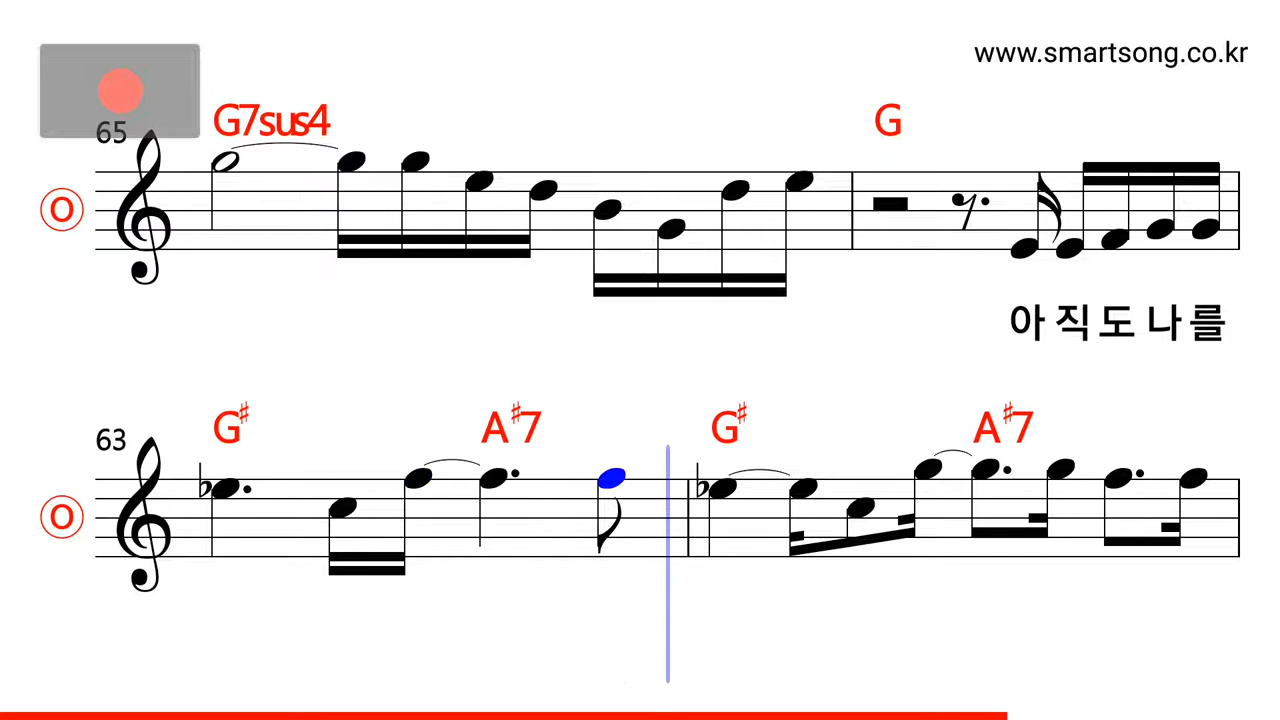 www.smartsong.co.kr
65 G7sus4 G
O
아직도나를
63 G♯ A♯7 G♯ A♯7
O